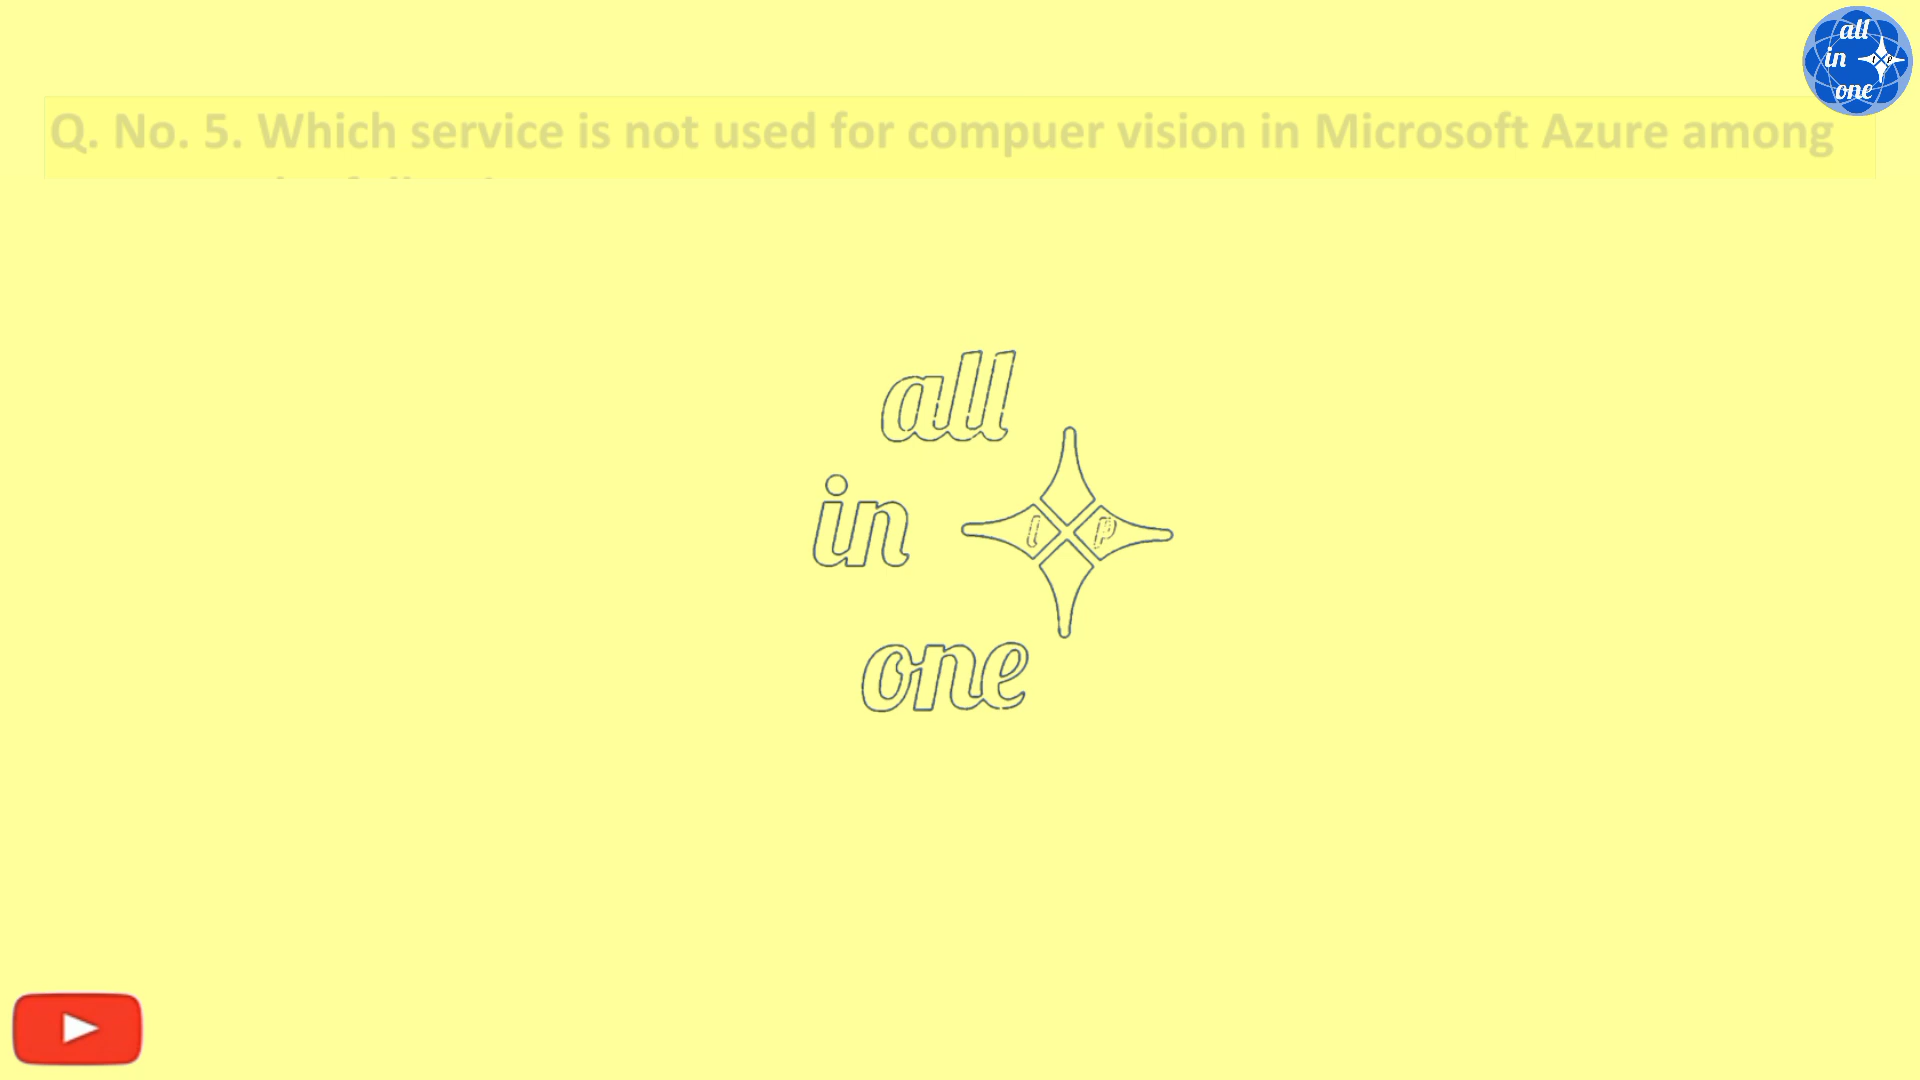 all
in
I P
one
Q. No. 5. Which service is not used for compuer vision in Microsoft Azure among
all
in
I P
one